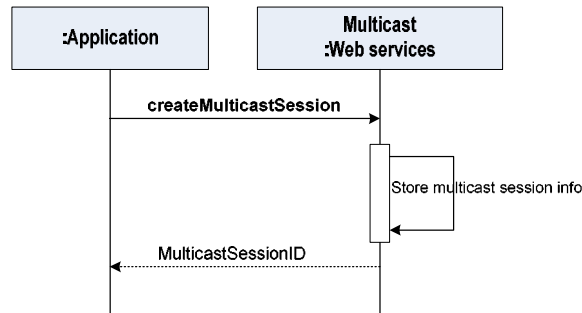 :Application
Multicast
:Web services
createMulticastSession
Store multicast session info
MulticastSessionID